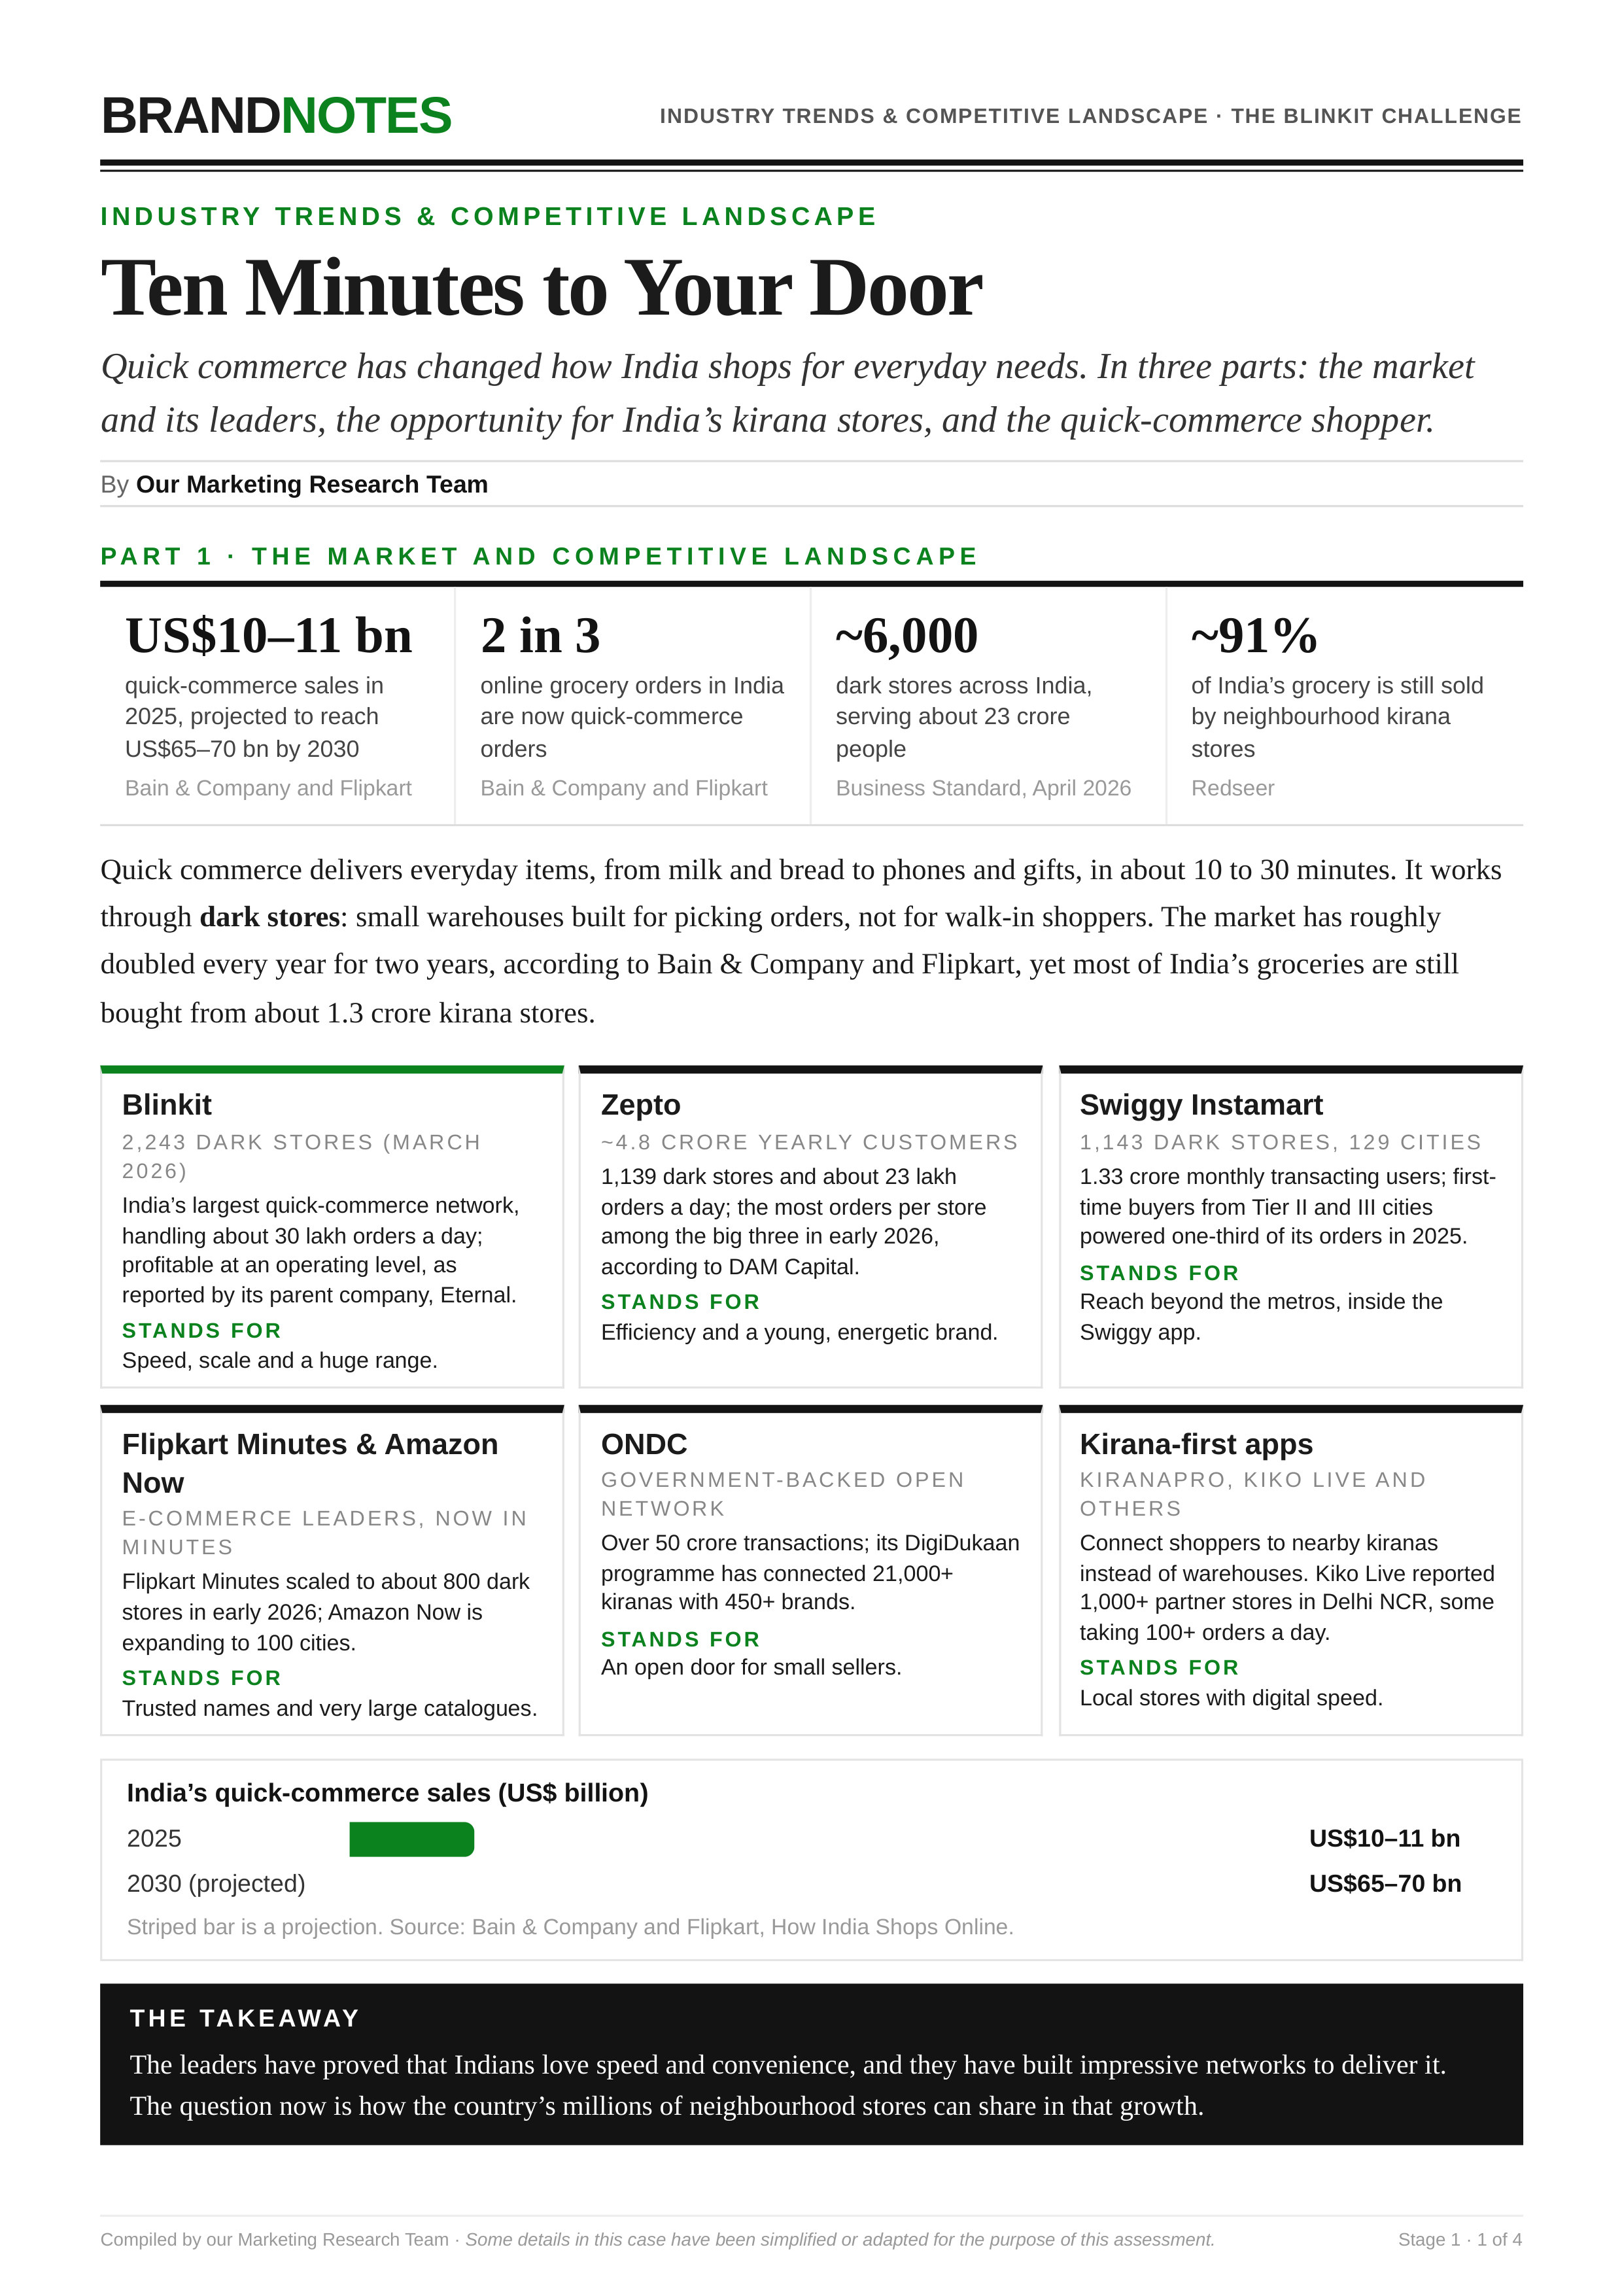 BRANDNOTES
INDUSTRY TRENDS & COMPETITIVE LANDSCAPE · THE BLINKIT CHALLENGE
INDUSTRY TRENDS & COMPETITIVE LANDSCAPE
Ten Minutes to Your Door
Quick commerce has changed how India shops for everyday needs. In three parts: the market
and its leaders, the opportunity for India’s kirana stores, and the quick-commerce shopper.
By Our Marketing Research Team
PART 1 · THE MARKET AND COMPETITIVE LANDSCAPE
US$10–11 bn
quick-commerce sales in
2025, projected to reach
US$65–70 bn by 2030
Bain & Company and Flipkart
2 in 3
online grocery orders in India
are now quick-commerce
orders
Bain & Company and Flipkart
~6,000
dark stores across India,
serving about 23 crore
people
Business Standard, April 2026
~91%
of India’s grocery is still sold
by neighbourhood kirana
stores
Redseer
Quick commerce delivers everyday items, from milk and bread to phones and gifts, in about 10 to 30 minutes. It works
through dark stores: small warehouses built for picking orders, not for walk-in shoppers. The market has roughly
doubled every year for two years, according to Bain & Company and Flipkart, yet most of India’s groceries are still
bought from about 1.3 crore kirana stores.
Blinkit
2,243 DARK STORES (MARCH
2026)
India’s largest quick-commerce network,
handling about 30 lakh orders a day;
profitable at an operating level, as
reported by its parent company, Eternal.
STANDS FOR
Speed, scale and a huge range.
Zepto
~4.8 CRORE YEARLY CUSTOMERS
1,139 dark stores and about 23 lakh
orders a day; the most orders per store
among the big three in early 2026,
according to DAM Capital.
STANDS FOR
Efficiency and a young, energetic brand.
Swiggy Instamart
1,143 DARK STORES, 129 CITIES
1.33 crore monthly transacting users; first-
time buyers from Tier II and III cities
powered one-third of its orders in 2025.
STANDS FOR
Reach beyond the metros, inside the
Swiggy app.
Flipkart Minutes & Amazon
Now
E-COMMERCE LEADERS, NOW IN
MINUTES
Flipkart Minutes scaled to about 800 dark
stores in early 2026; Amazon Now is
expanding to 100 cities.
STANDS FOR
Trusted names and very large catalogues.
ONDC
GOVERNMENT-BACKED OPEN
NETWORK
Over 50 crore transactions; its DigiDukaan
programme has connected 21,000+
kiranas with 450+ brands.
STANDS FOR
An open door for small sellers.
Kirana-first apps
KIRANAPRO, KIKO LIVE AND
OTHERS
Connect shoppers to nearby kiranas
instead of warehouses. Kiko Live reported
1,000+ partner stores in Delhi NCR, some
taking 100+ orders a day.
STANDS FOR
Local stores with digital speed.
India’s quick-commerce sales (US$ billion)
2025 US$10–11 bn
2030 (projected) US$65–70 bn
Striped bar is a projection. Source: Bain & Company and Flipkart, How India Shops Online.
THE TAKEAWAY
The leaders have proved that Indians love speed and convenience, and they have built impressive networks to deliver it.
The question now is how the country’s millions of neighbourhood stores can share in that growth.
Compiled by our Marketing Research Team · Some details in this case have been simplified or adapted for the purpose of this assessment.
Stage 1 · 1 of 4